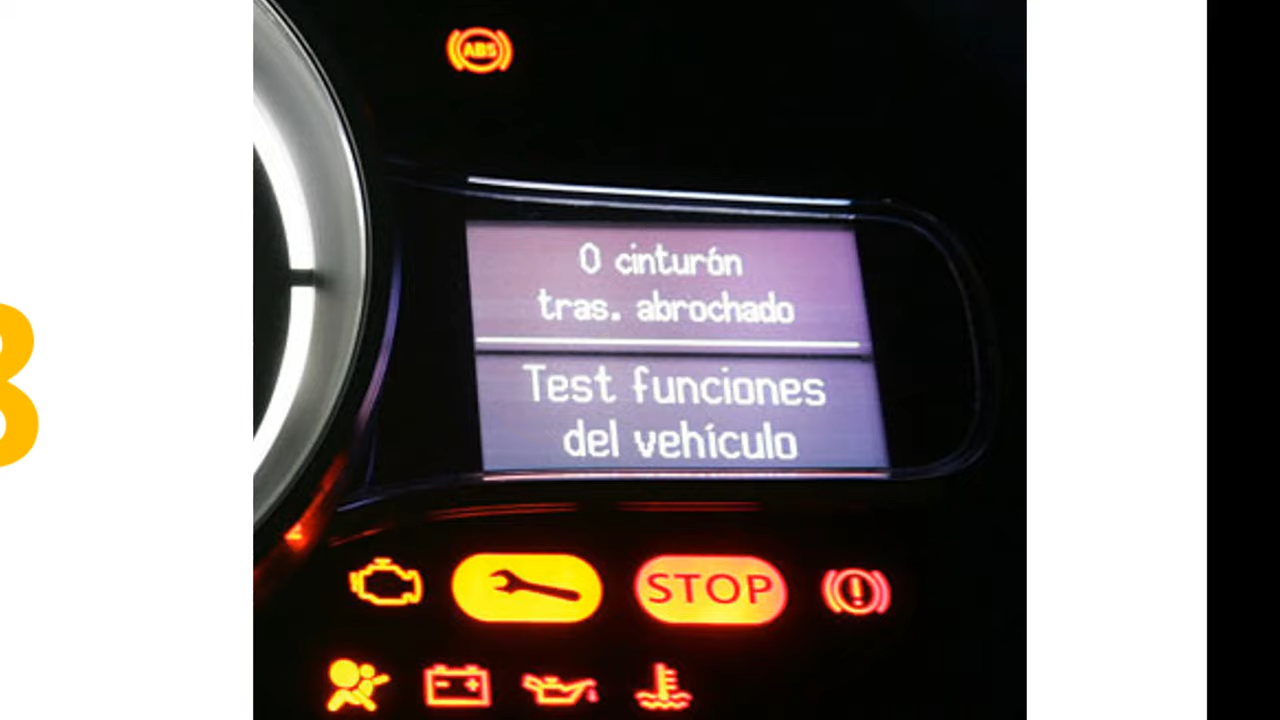 ABS
0 cinturón
tras. abrochado
Test funciones
del vehículo
STOP